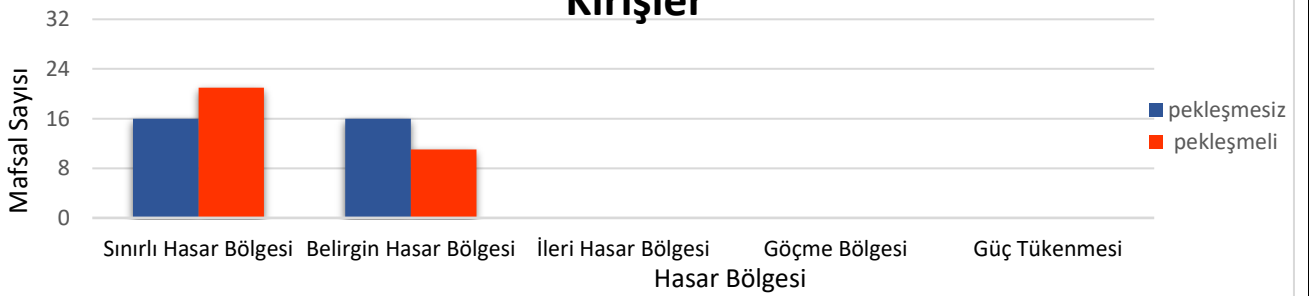 Kirişler
32
24
16
8
0
Mafsal Sayısı
Sınırlı Hasar Bölgesi Belirgin Hasar Bölgesi İleri Hasar Bölgesi Göçme Bölgesi Güç Tükenmesi
Hasar Bölgesi
pekleşmesiz
pekleşmeli